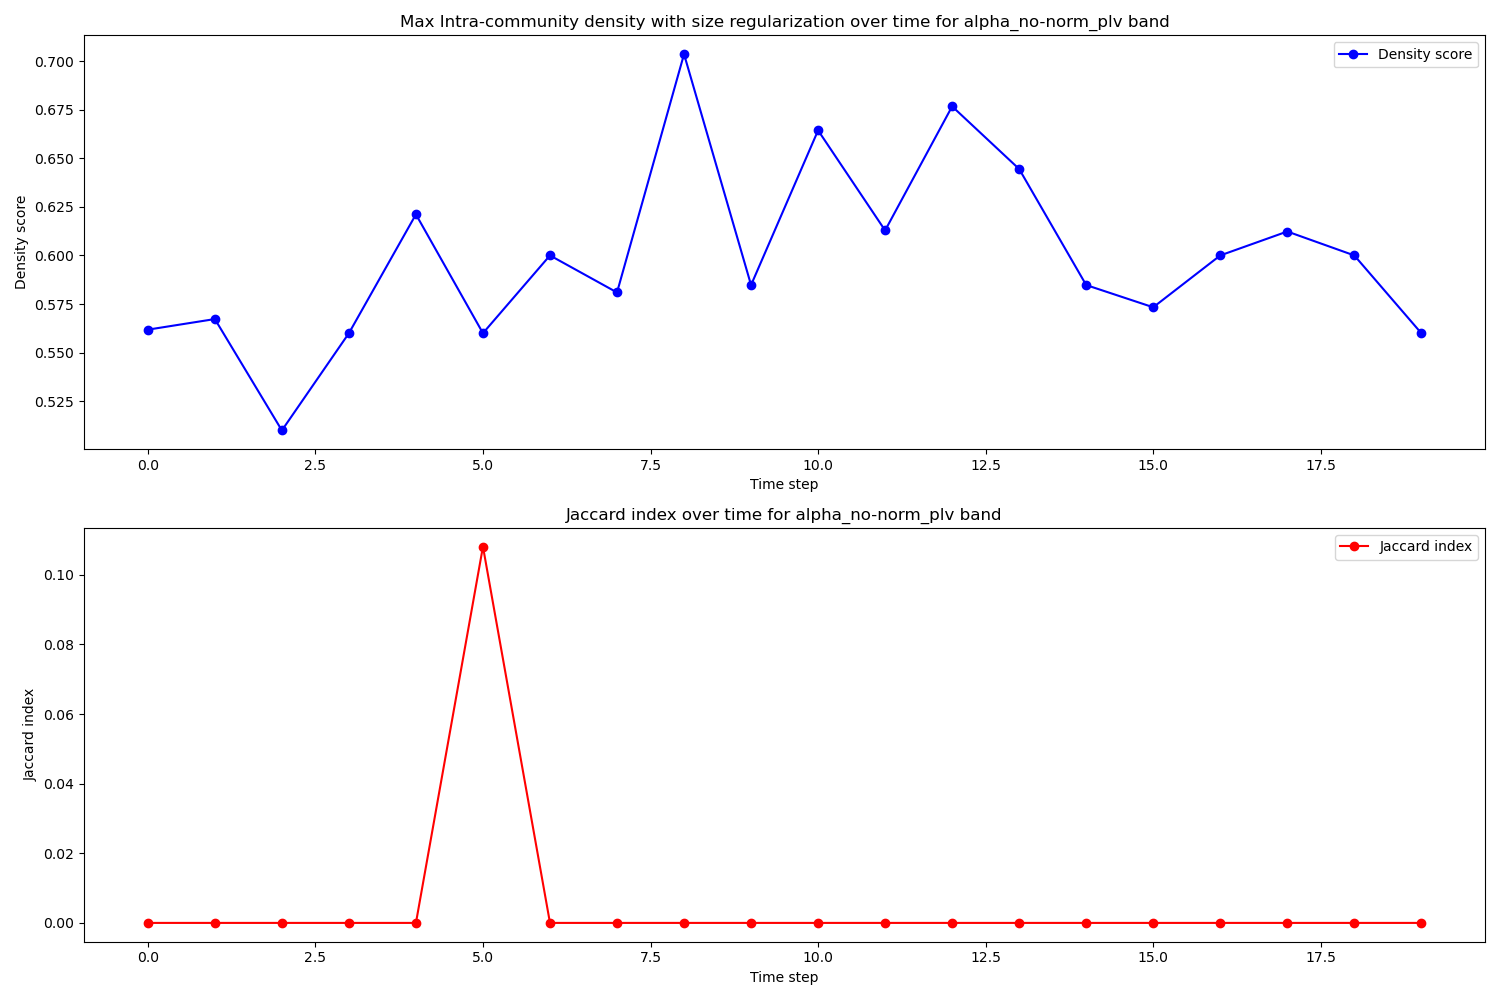 Max Intra-community density with size regularization over time for alpha_no-norm_plv band
Density score
0.700
0.675
0.650
0.625
0.600
0.575
0.550
0.525
Density score
0.0 2.5 5.0 7.5 10.0 12.5 15.0 17.5
Time step
Jaccard index over time for alpha_no-norm_plv band
Jaccard index
0.10
0.08
0.06
0.04
0.02
0.00
Jaccard index
0.0 2.5 5.0 7.5 10.0 12.5 15.0 17.5
Time step